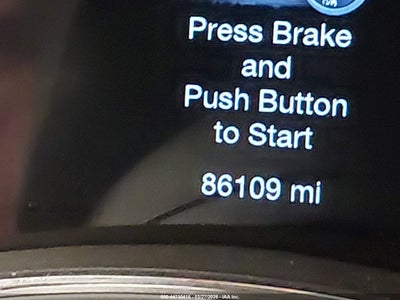 Press Brake
and
Push Button
to Start
86109 mi